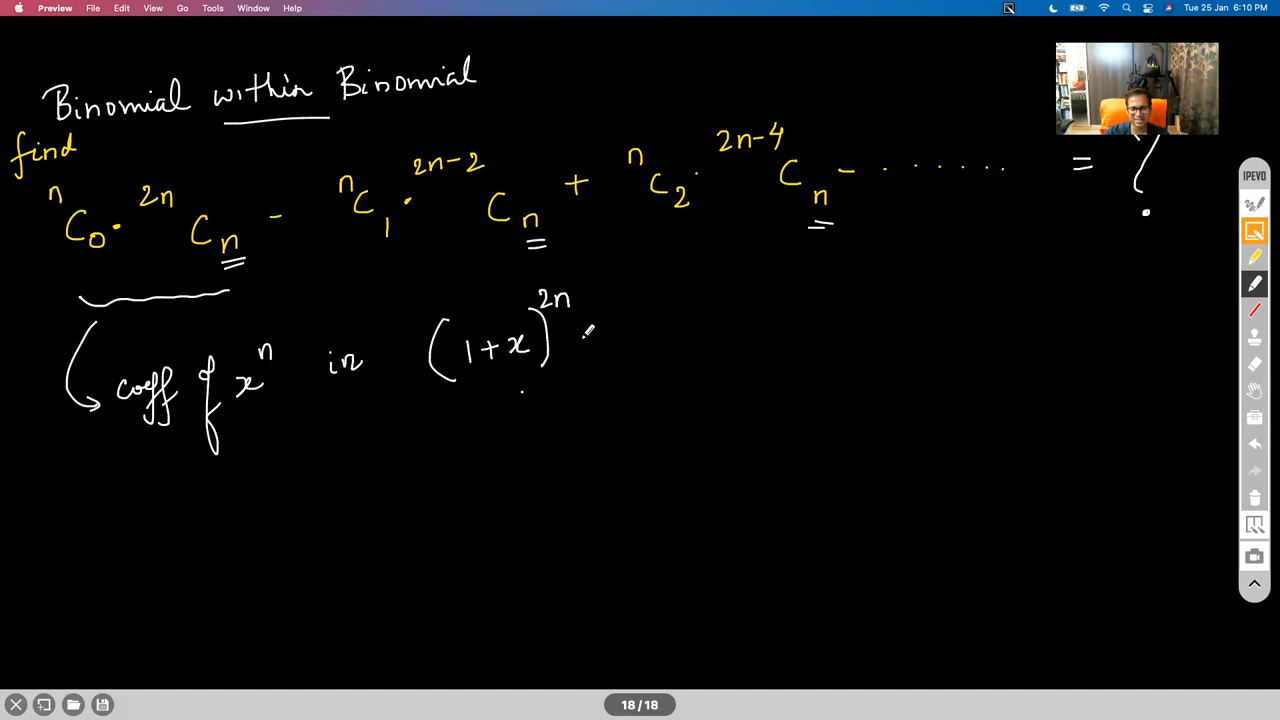 Preview File Edit View Go Tools Window Help Tue 25 Jan 6:10 PM
Binomial within Binomial
find
ⁿC₀ · ²ⁿCₙ - ⁿC₁ · ²ⁿ⁻²Cₙ + ⁿC₂ · ²ⁿ⁻⁴Cₙ - ....... = ?
coeff of xⁿ in (1+x)²ⁿ
IPEVO
18/18